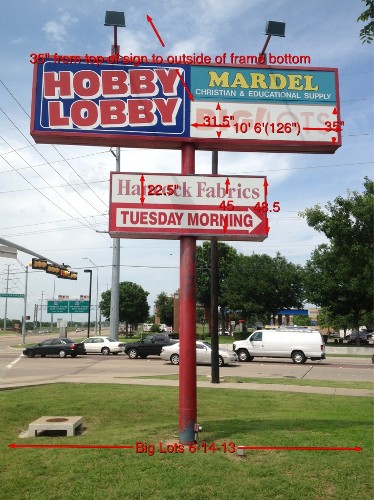 39" from top of sign to outside of frame bottom
HOBBY
LOBBY
MARDEL
CHRISTIAN & EDUCATIONAL SUPPLY
BIG LOTS
31.5"
10' 6"(126")
35"
Hancock Fabrics
22.5"
45
48.5
TUESDAY MORNING
Big Lots 6-14-13